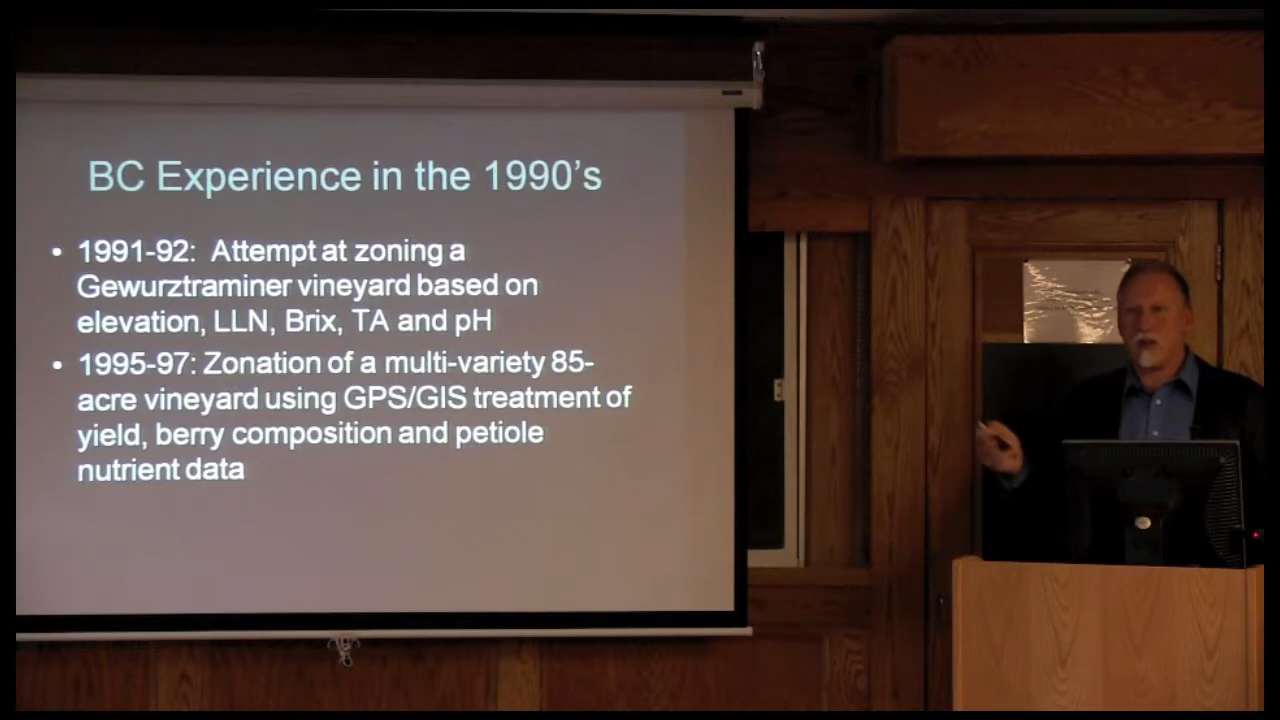 BC Experience in the 1990’s
• 1991-92: Attempt at zoning a
Gewurztraminer vineyard based on
elevation, LLN, Brix, TA and pH
• 1995-97: Zonation of a multi-variety 85-
acre vineyard using GPS/GIS treatment of
yield, berry composition and petiole
nutrient data